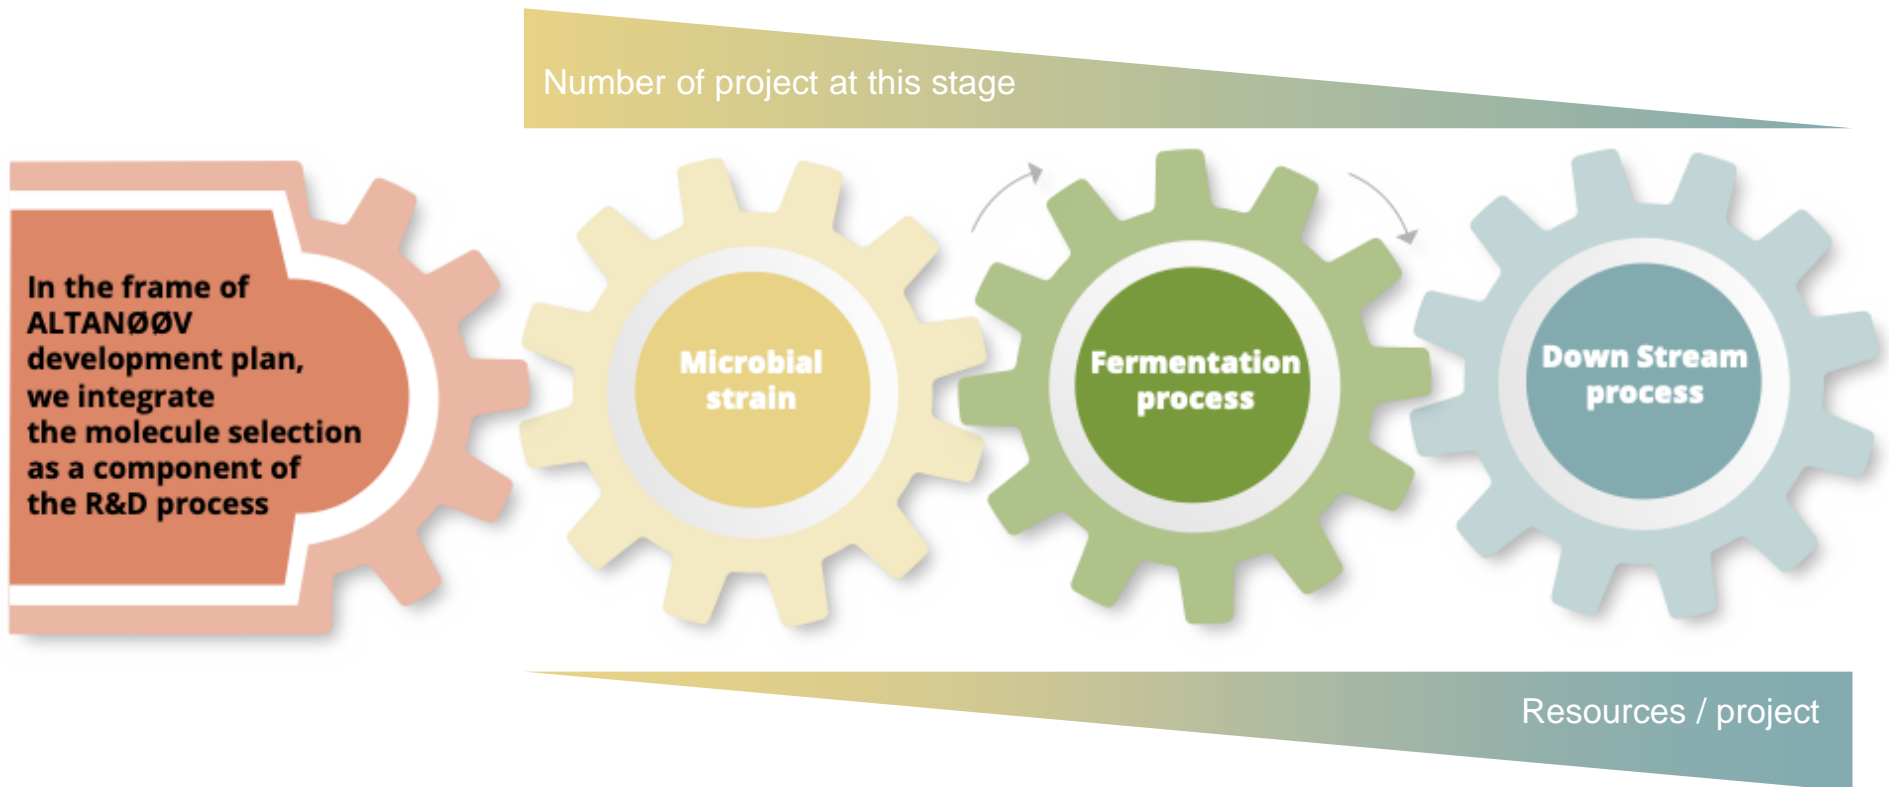 Number of project at this stage
In the frame of
ALTANØØV
development plan,
we integrate
the molecule selection
as a component of
the R&D process
Microbial
strain
Fermentation
process
Down Stream
process
Resources / project